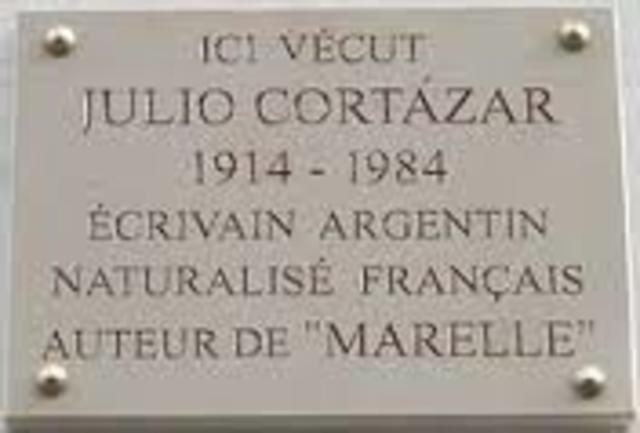 ICI VÉCUT
JULIO CORTÁZAR
1914 - 1984
ÉCRIVAIN ARGENTIN
NATURALISÉ FRANÇAIS
AUTEUR DE "MARELLE"